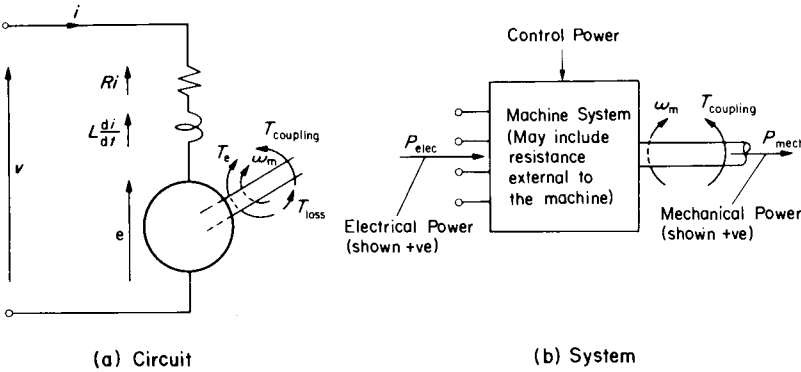 i
Ri
L di/dt
v
e
T_e
ω_m
T_coupling
T_loss
(a) Circuit
Control Power
P_elec
Machine System
(May include
resistance
external to
the machine)
ω_m
T_coupling
P_mech
Electrical Power
(shown +ve)
Mechanical Power
(shown +ve)
(b) System